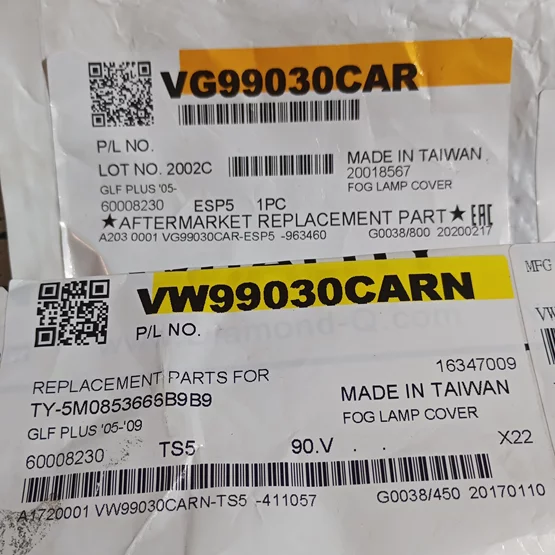 VG99030CAR
P/L NO.
LOT NO. 2002C
MADE IN TAIWAN
20018567
GLF PLUS '05-
FOG LAMP COVER
60008230 ESP5 1PC
★AFTERMARKET REPLACEMENT PART★ EAC
A203 0001 VG99030CAR-ESP5 -963460 G0038/800 20200217
VW99030CARN
P/L NO.
16347009
REPLACEMENT PARTS FOR
MADE IN TAIWAN
TY-5M0853666B9B9
FOG LAMP COVER
GLF PLUS '05-'09
60008230 TS5 90.V . . X22
A1720001 VW99030CARN-TS5 -411057 G0038/450 20170110
MFG